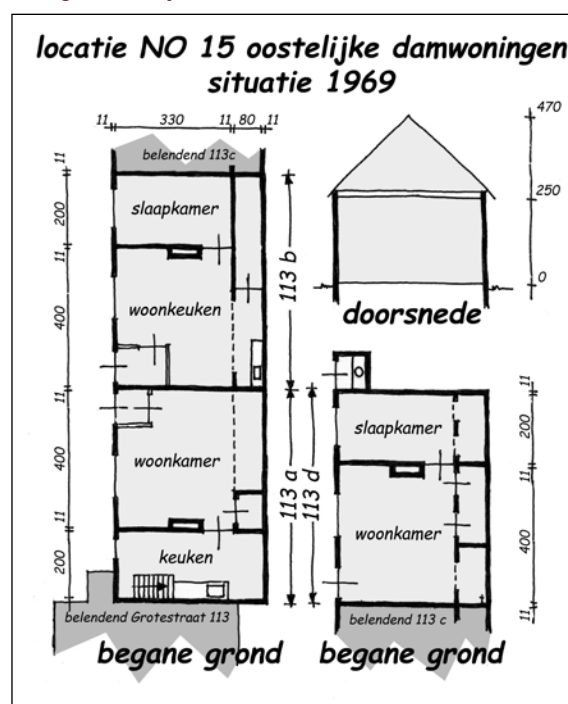 locatie NO 15 oostelijke damwoningen
situatie 1969
11 330 11 80 11
belendend 113c
11
200
slaapkamer
11
400
woonkeuken
113 b
11
400
woonkamer
113 a
11
200
keuken
belendend Grotestraat 113
begane grond
470
250
0
doorsnede
113 d
11
slaapkamer
200
11
woonkamer
400
11
belendend 113 c
begane grond